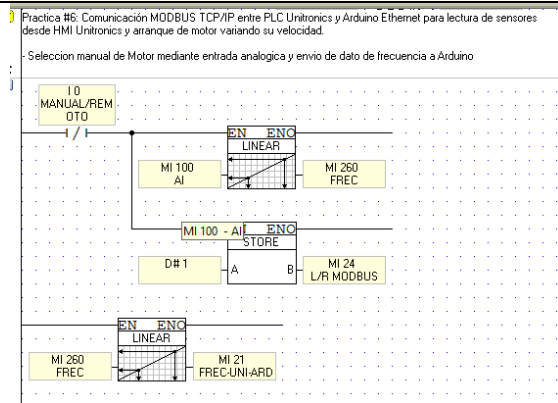 Practica #6: Comunicación MODBUS TCP/IP entre PLC Unitronics y Arduino Ethernet para lectura de sensores
desde HMI Unitronics y arranque de motor variando su velocidad.
- Seleccion manual de Motor mediante entrada analogica y envio de dato de frecuencia a Arduino
I 0
MANUAL/REM
OTO
EN ENO
LINEAR
MI 100
AI
MI 260
FREC
MI 100 - AI
ENO
STORE
D# 1
A B
MI 24
L/R MODBUS
EN ENO
LINEAR
MI 260
FREC
MI 21
FREC-UNI-ARD